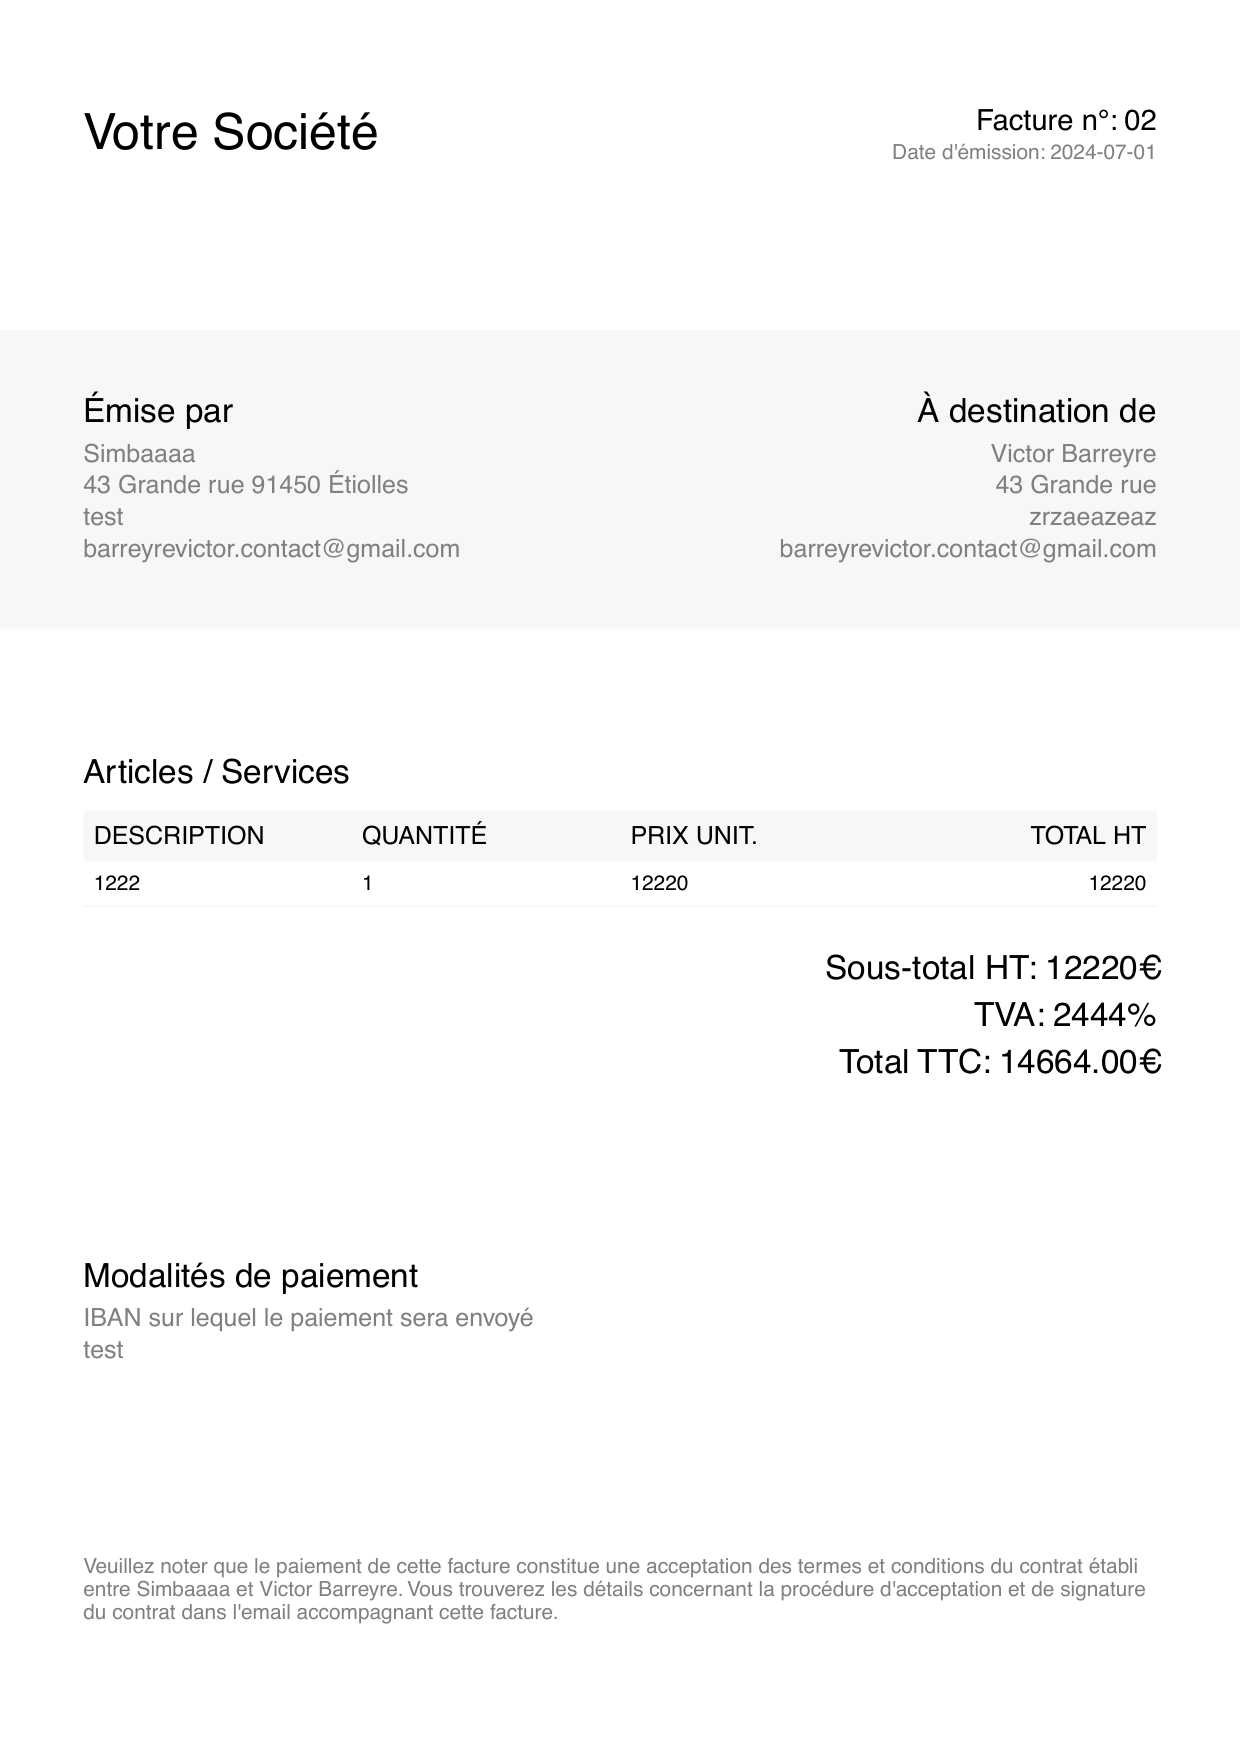 Votre Société
Facture n°: 02
Date d'émission: 2024-07-01
Émise par
Simbaaaa
43 Grande rue 91450 Étiolles
test
barreyrevictor.contact@gmail.com
À destination de
Victor Barreyre
43 Grande rue
zrzaeazeaz
barreyrevictor.contact@gmail.com
Articles / Services
DESCRIPTION QUANTITÉ PRIX UNIT. TOTAL HT
1222 1 12220 12220
Sous-total HT: 12220€
TVA: 2444%
Total TTC: 14664.00€
Modalités de paiement
IBAN sur lequel le paiement sera envoyé
test
Veuillez noter que le paiement de cette facture constitue une acceptation des termes et conditions du contrat établi
entre Simbaaaa et Victor Barreyre. Vous trouverez les détails concernant la procédure d'acceptation et de signature
du contrat dans l'email accompagnant cette facture.